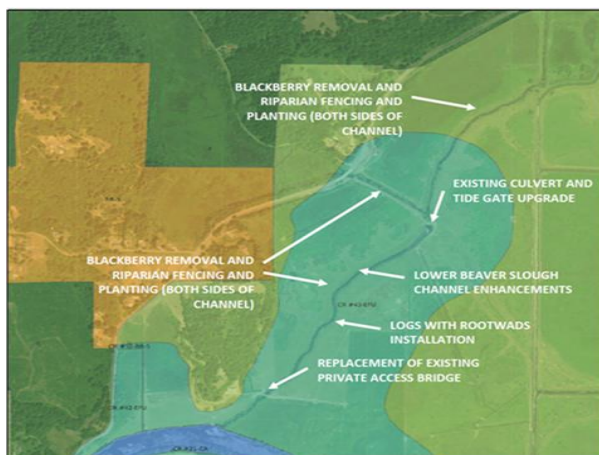 BLACKBERRY REMOVAL AND
RIPARIAN FENCING AND
PLANTING (BOTH SIDES OF
CHANNEL)
EXISTING CULVERT AND
TIDE GATE UPGRADE
BLACKBERRY REMOVAL AND
RIPARIAN FENCING AND
PLANTING (BOTH SIDES OF
CHANNEL)
LOWER BEAVER SLOUGH
CHANNEL ENHANCEMENTS
LOGS WITH ROOTWADS
INSTALLATION
REPLACEMENT OF EXISTING
PRIVATE ACCESS BRIDGE